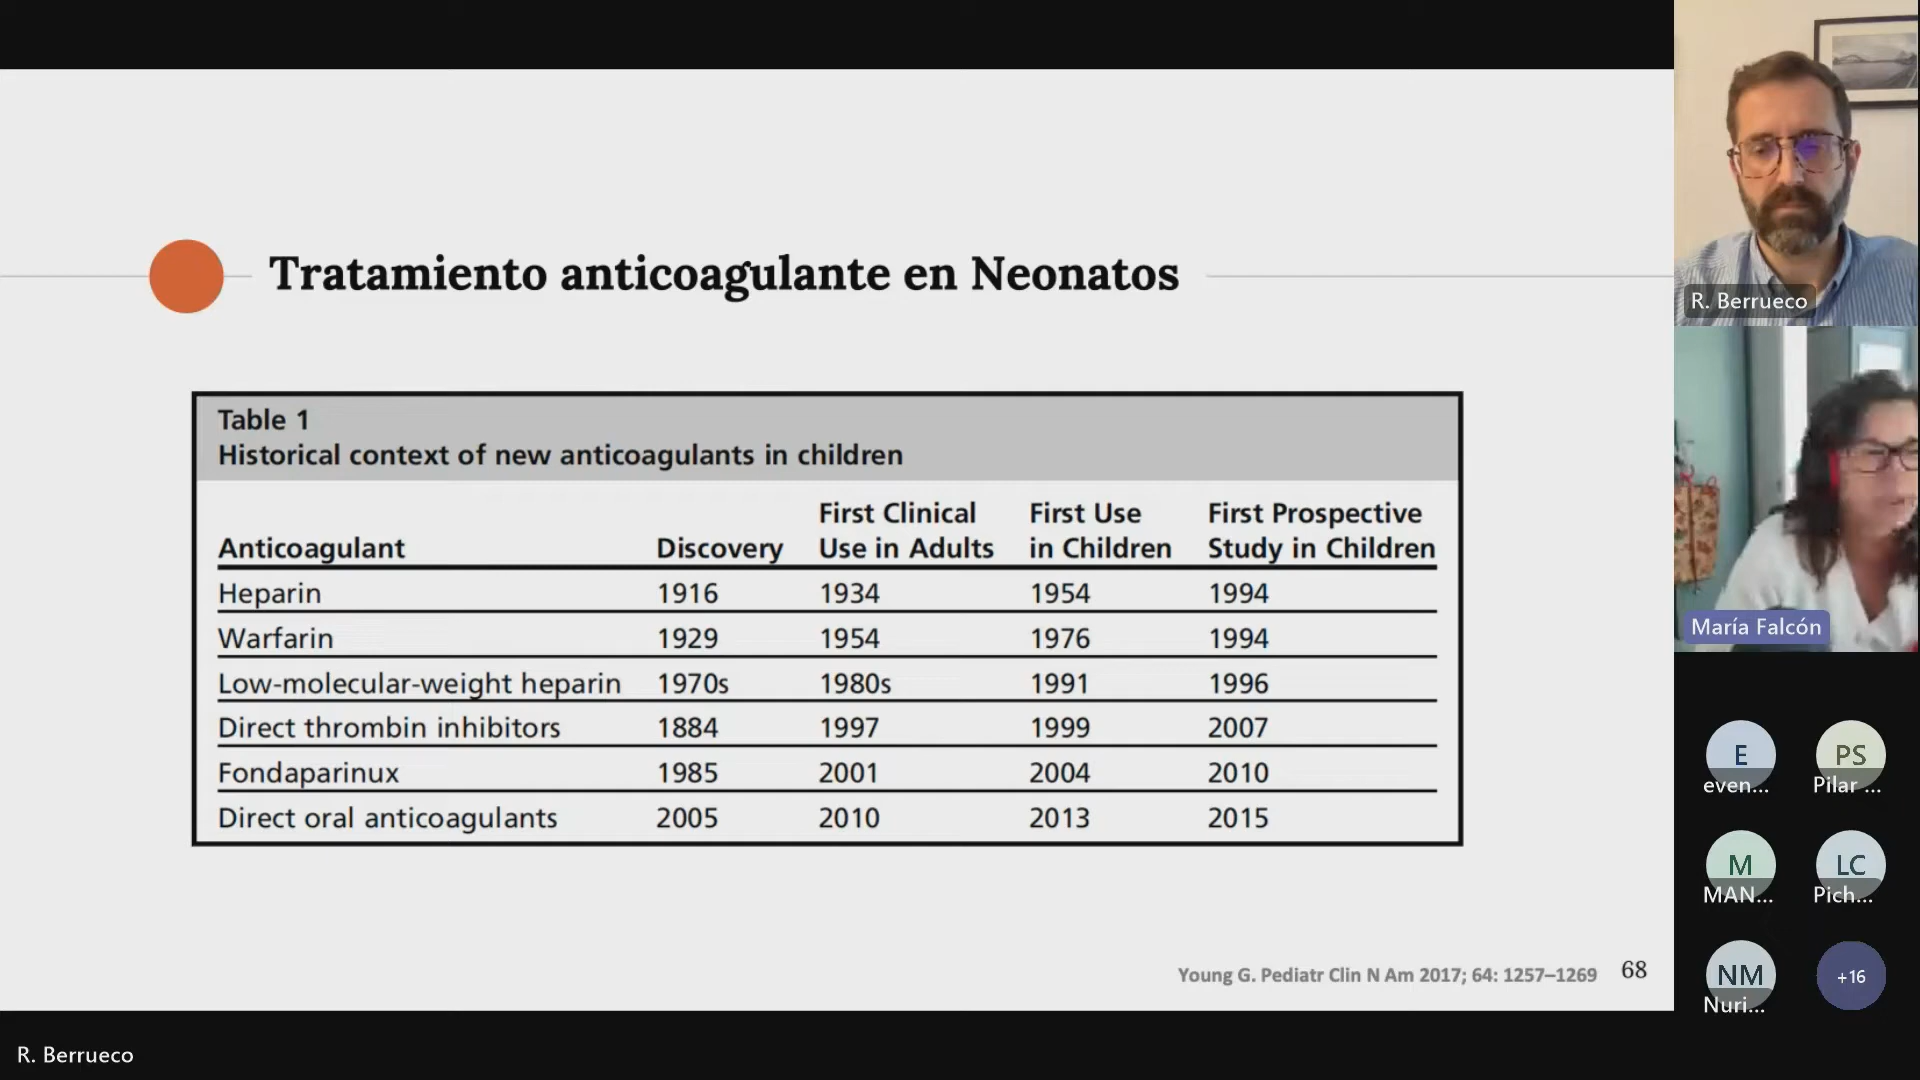 Tratamiento anticoagulante en Neonatos
Table 1
Historical context of new anticoagulants in children
Anticoagulant Discovery First Clinical Use in Adults First Use in Children First Prospective Study in Children
Heparin 1916 1934 1954 1994
Warfarin 1929 1954 1976 1994
Low-molecular-weight heparin 1970s 1980s 1991 1996
Direct thrombin inhibitors 1884 1997 1999 2007
Fondaparinux 1985 2001 2004 2010
Direct oral anticoagulants 2005 2010 2013 2015
Young G. Pediatr Clin N Am 2017; 64: 1257–1269 68
R. Berrueco
María Falcón
E PS
even... Pilar ...
M LC
MAN... Pich...
NM +16
Nuri...
R. Berrueco